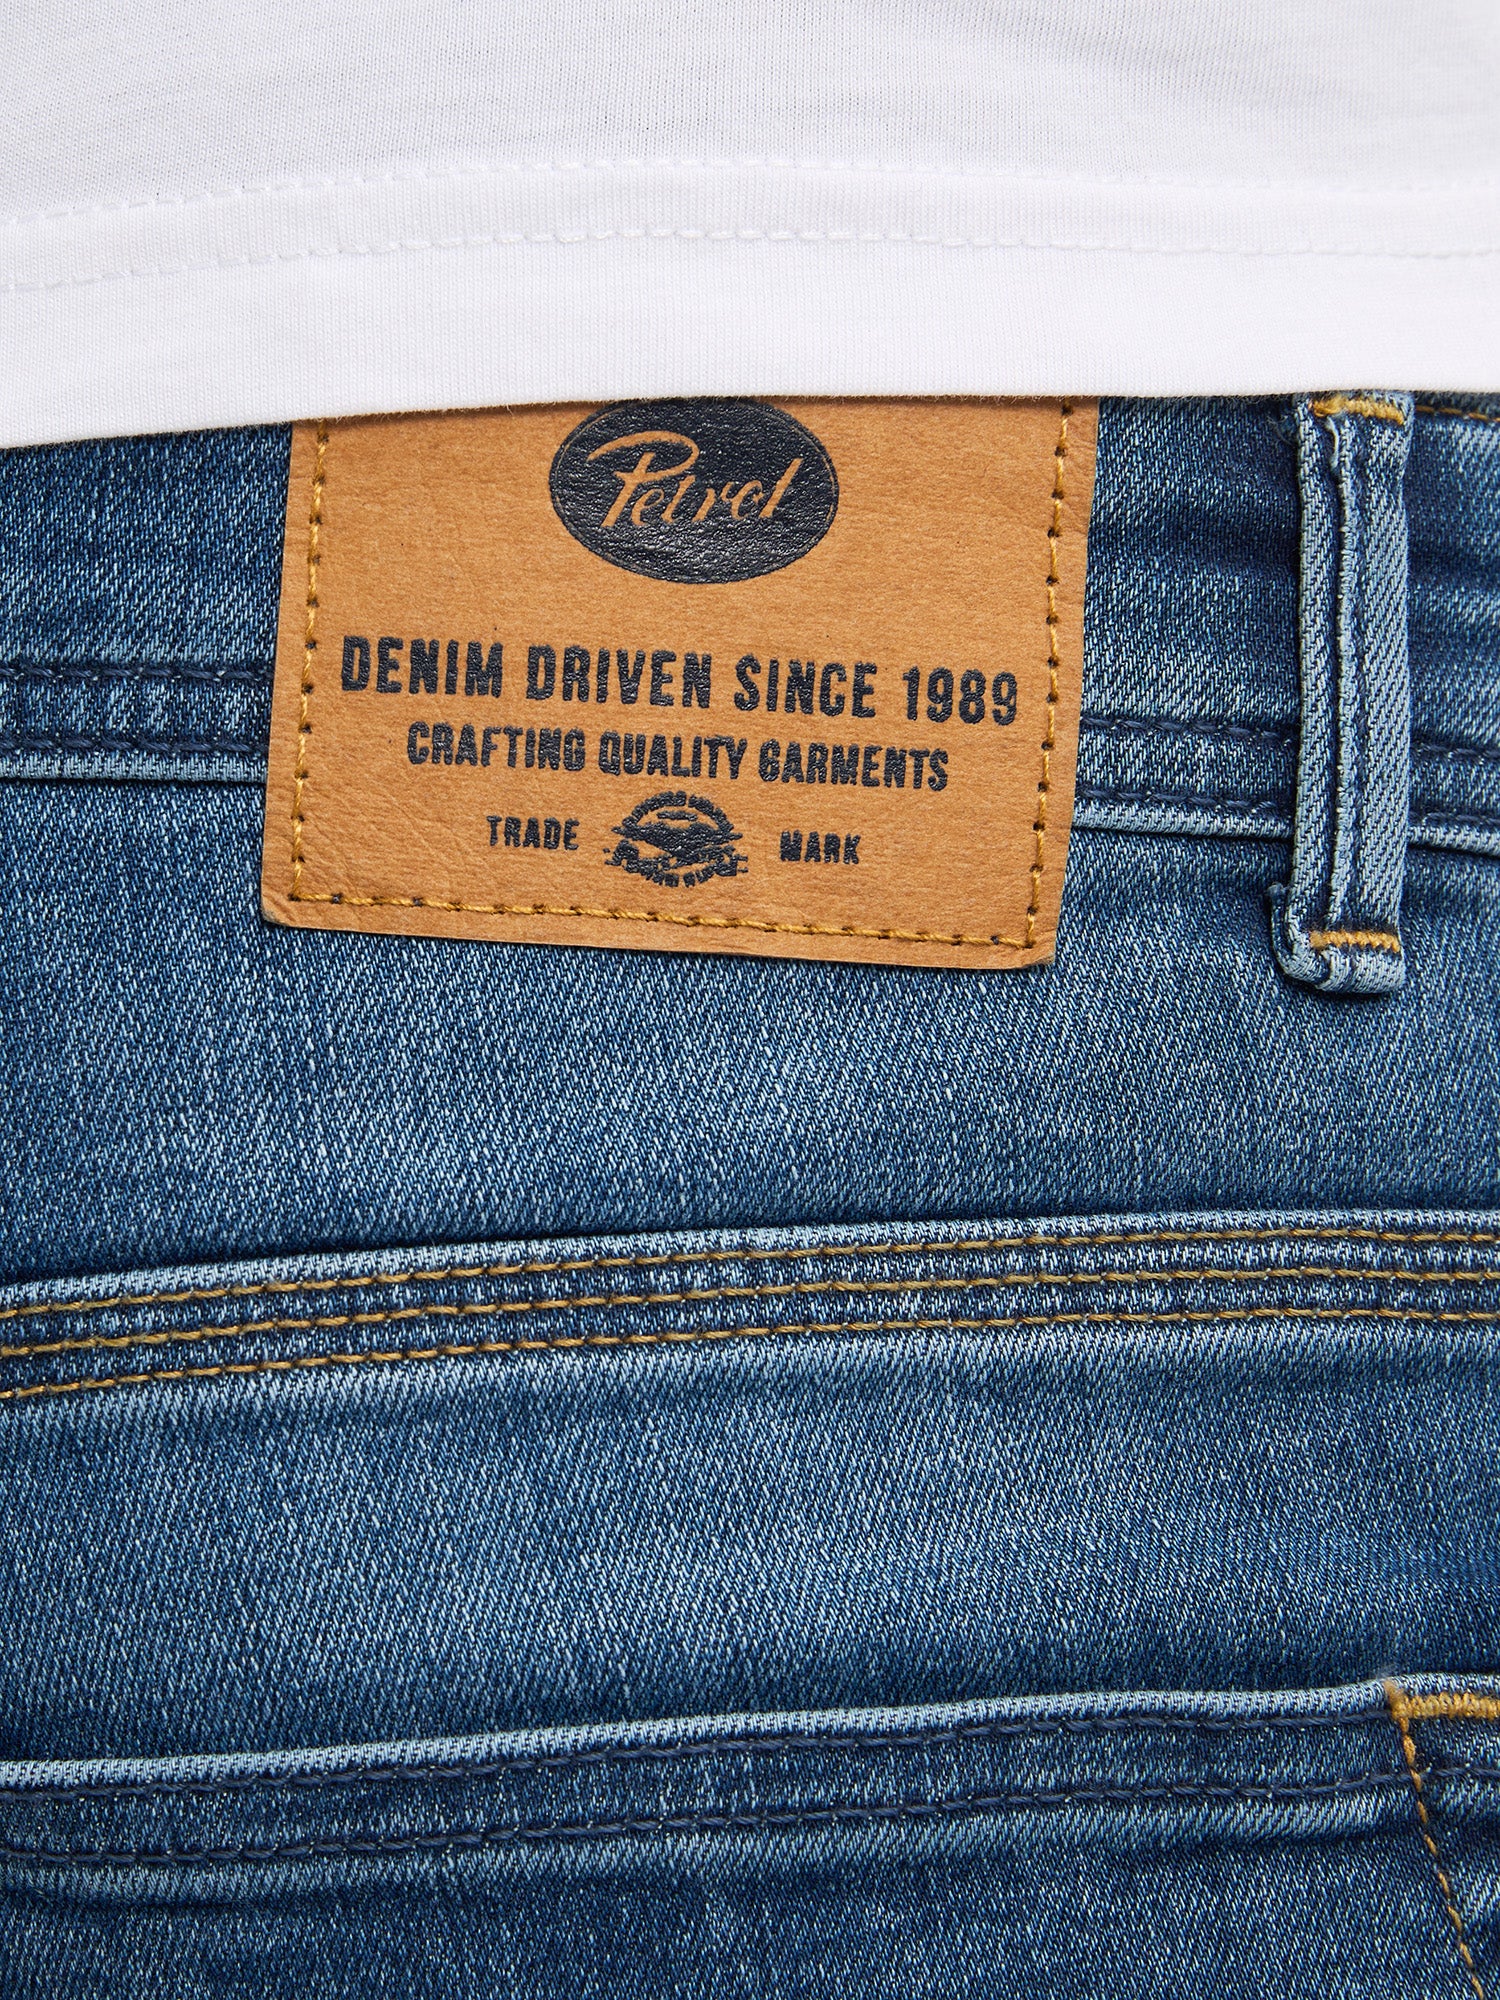 Petrol
DENIM DRIVEN SINCE 1989
CRAFTING QUALITY GARMENTS
TRADE MARK